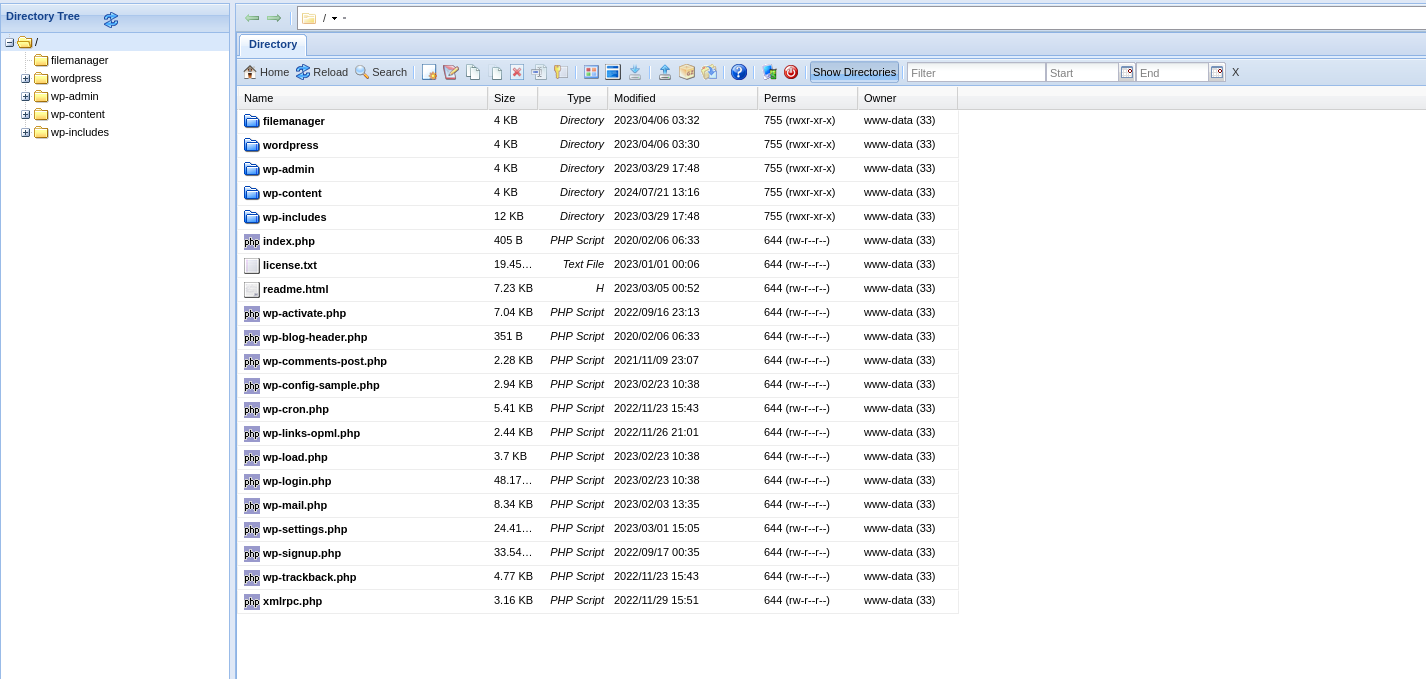 Directory Tree
/
filemanager
wordpress
wp-admin
wp-content
wp-includes
/ -
Directory
Home Reload Search Show Directories Filter Start End X
Name Size Type Modified Perms Owner
filemanager 4 KB Directory 2023/04/06 03:32 755 (rwxr-xr-x) www-data (33)
wordpress 4 KB Directory 2023/04/06 03:30 755 (rwxr-xr-x) www-data (33)
wp-admin 4 KB Directory 2023/03/29 17:48 755 (rwxr-xr-x) www-data (33)
wp-content 4 KB Directory 2024/07/21 13:16 755 (rwxr-xr-x) www-data (33)
wp-includes 12 KB Directory 2023/03/29 17:48 755 (rwxr-xr-x) www-data (33)
php index.php 405 B PHP Script 2020/02/06 06:33 644 (rw-r--r--) www-data (33)
license.txt 19.45... Text File 2023/01/01 00:06 644 (rw-r--r--) www-data (33)
readme.html 7.23 KB H 2023/03/05 00:52 644 (rw-r--r--) www-data (33)
php wp-activate.php 7.04 KB PHP Script 2022/09/16 23:13 644 (rw-r--r--) www-data (33)
php wp-blog-header.php 351 B PHP Script 2020/02/06 06:33 644 (rw-r--r--) www-data (33)
php wp-comments-post.php 2.28 KB PHP Script 2021/11/09 23:07 644 (rw-r--r--) www-data (33)
php wp-config-sample.php 2.94 KB PHP Script 2023/02/23 10:38 644 (rw-r--r--) www-data (33)
php wp-cron.php 5.41 KB PHP Script 2022/11/23 15:43 644 (rw-r--r--) www-data (33)
php wp-links-opml.php 2.44 KB PHP Script 2022/11/26 21:01 644 (rw-r--r--) www-data (33)
php wp-load.php 3.7 KB PHP Script 2023/02/23 10:38 644 (rw-r--r--) www-data (33)
php wp-login.php 48.17... PHP Script 2023/02/23 10:38 644 (rw-r--r--) www-data (33)
php wp-mail.php 8.34 KB PHP Script 2023/02/03 13:35 644 (rw-r--r--) www-data (33)
php wp-settings.php 24.41... PHP Script 2023/03/01 15:05 644 (rw-r--r--) www-data (33)
php wp-signup.php 33.54... PHP Script 2022/09/17 00:35 644 (rw-r--r--) www-data (33)
php wp-trackback.php 4.77 KB PHP Script 2022/11/23 15:43 644 (rw-r--r--) www-data (33)
php xmlrpc.php 3.16 KB PHP Script 2022/11/29 15:51 644 (rw-r--r--) www-data (33)